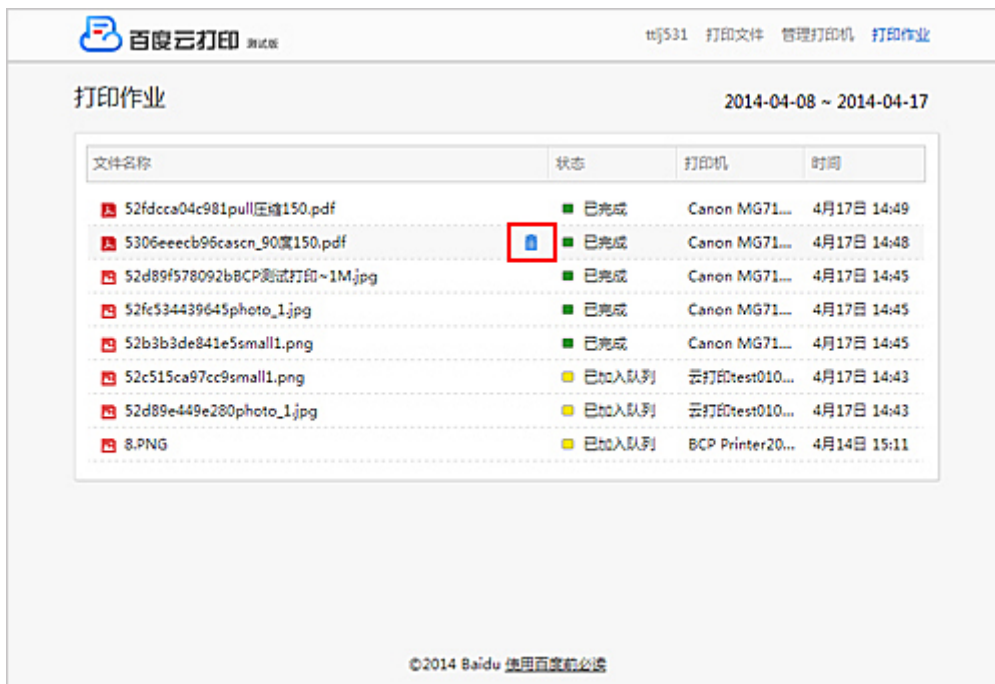 百度云打印 测试版 ttlj531 打印文件 管理打印机 打印作业
打印作业 2014-04-08 ~ 2014-04-17
文件名称 状态 打印机 时间
52fdcca04c981pull压缩150.pdf 已完成 Canon MG71... 4月17日 14:49
5306eeecb96cascn_90宽150.pdf 已完成 Canon MG71... 4月17日 14:48
52d89f578092bBCP测试打印~1M.jpg 已完成 Canon MG71... 4月17日 14:45
52fc534439645photo_1.jpg 已完成 Canon MG71... 4月17日 14:45
52b3b3de841e5small1.png 已完成 Canon MG71... 4月17日 14:45
52c515ca97cc9small1.png 已加入队列 云打印test010... 4月17日 14:43
52d89e449e280photo_1.jpg 已加入队列 云打印test010... 4月17日 14:43
8.PNG 已加入队列 BCP Printer20... 4月14日 15:11
©2014 Baidu 使用百度前必读